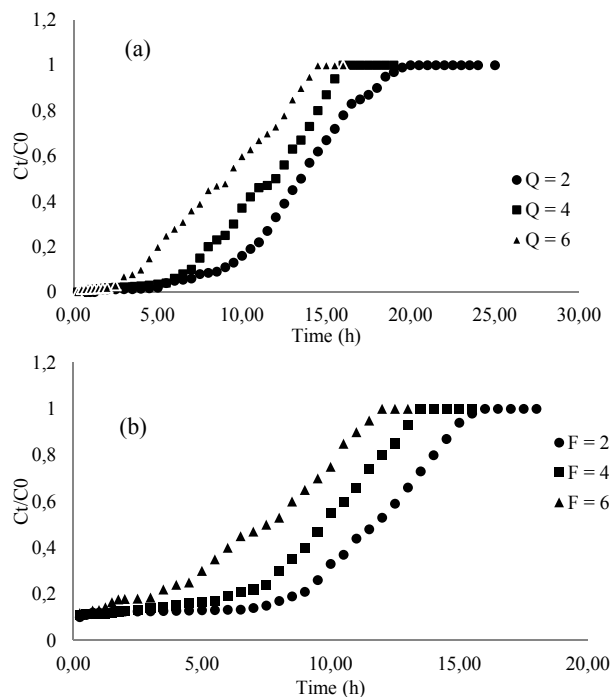 1,2
(a)
1
0,8
Ct/C0
0,6
Q = 2
0,4
Q = 4
0,2
Q = 6
0
0,00 5,00 10,00 15,00 20,00 25,00 30,00
Time (h)
1,2
(b)
1
F = 2
0,8
F = 4
Ct/C0
0,6
F = 6
0,4
0,2
0
0,00 5,00 10,00 15,00 20,00
Time (h)